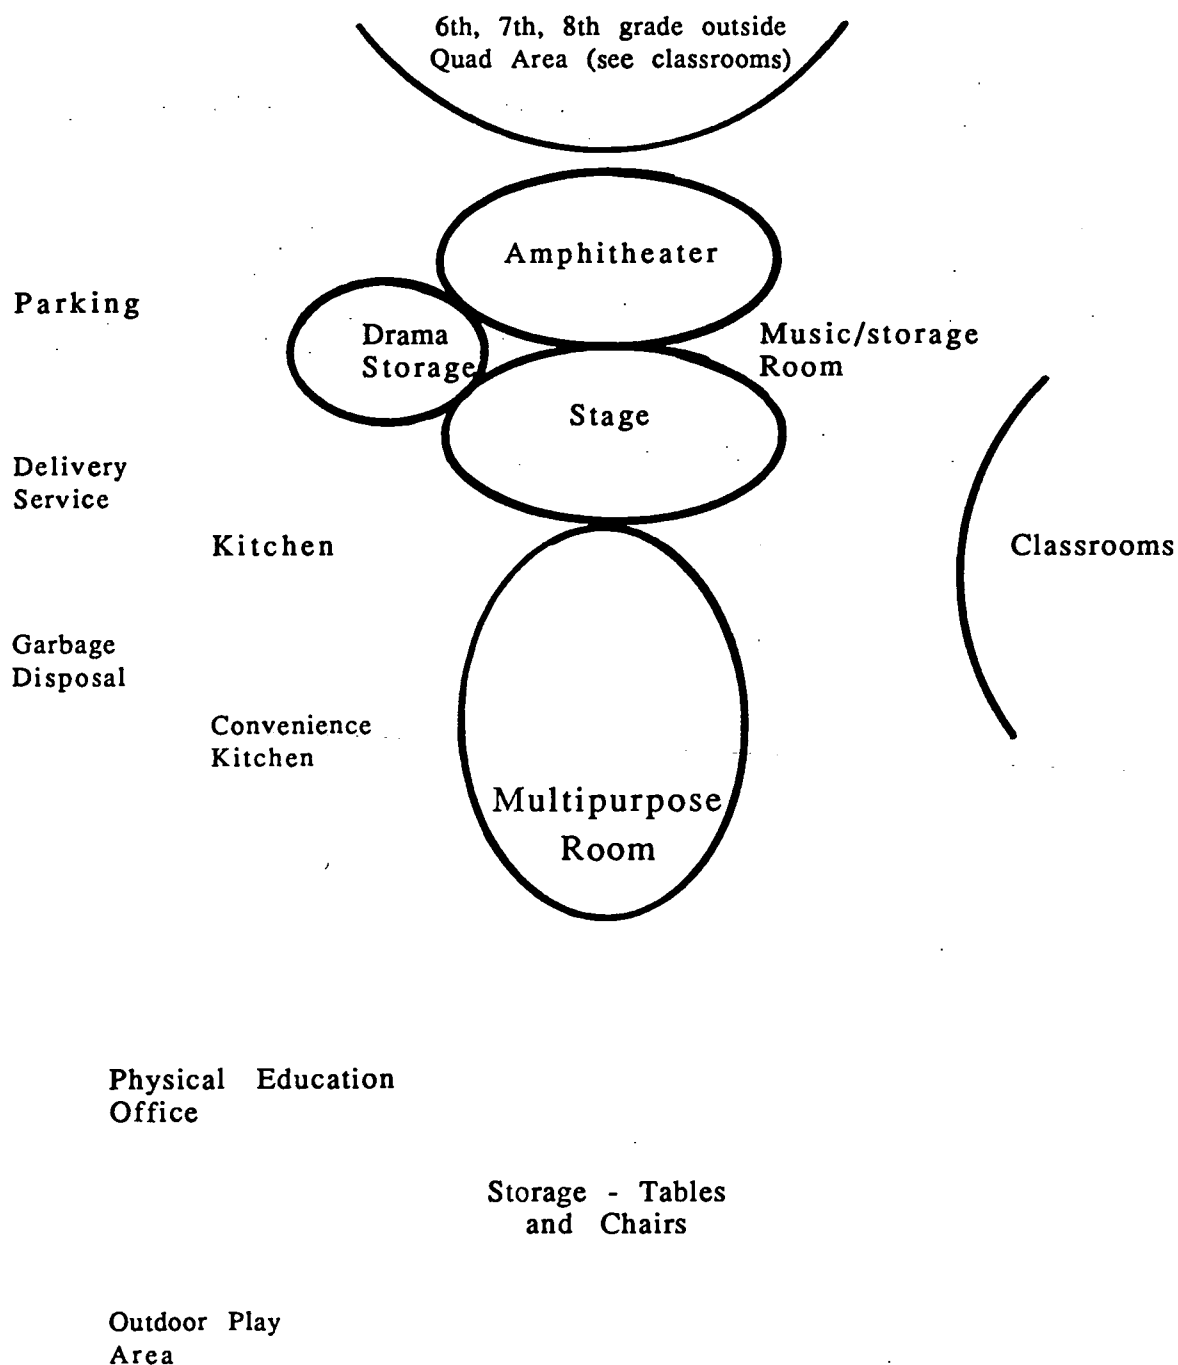 6th, 7th, 8th grade outside
Quad Area (see classrooms)
Amphitheater
Parking
Drama
Storage
Music/storage
Room
Stage
Delivery
Service
Kitchen
Classrooms
Garbage
Disposal
Convenience
Kitchen
Multipurpose
Room
Physical Education
Office
Storage - Tables
and Chairs
Outdoor Play
Area